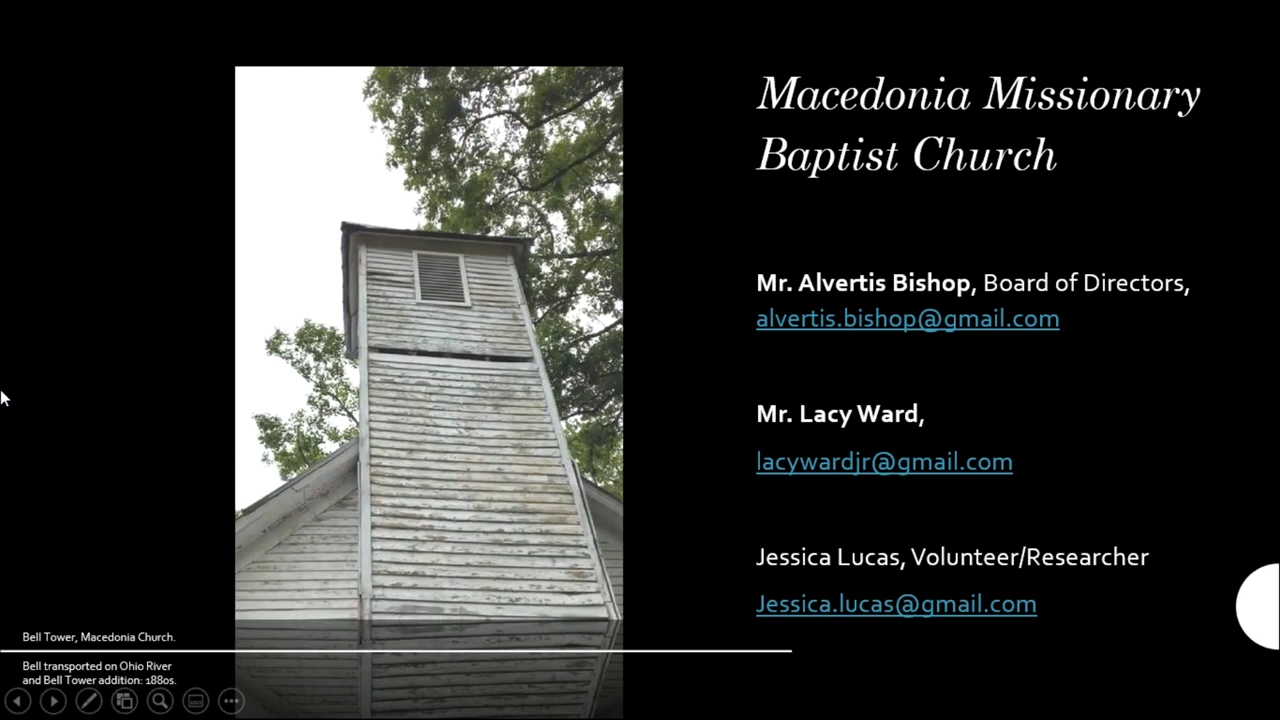 Macedonia Missionary
Baptist Church
Mr. Alvertis Bishop, Board of Directors,
alvertis.bishop@gmail.com
Mr. Lacy Ward,
lacywardjr@gmail.com
Jessica Lucas, Volunteer/Researcher
Jessica.lucas@gmail.com
Bell Tower, Macedonia Church.
Bell transported on Ohio River
and Bell Tower addition: 1880s.